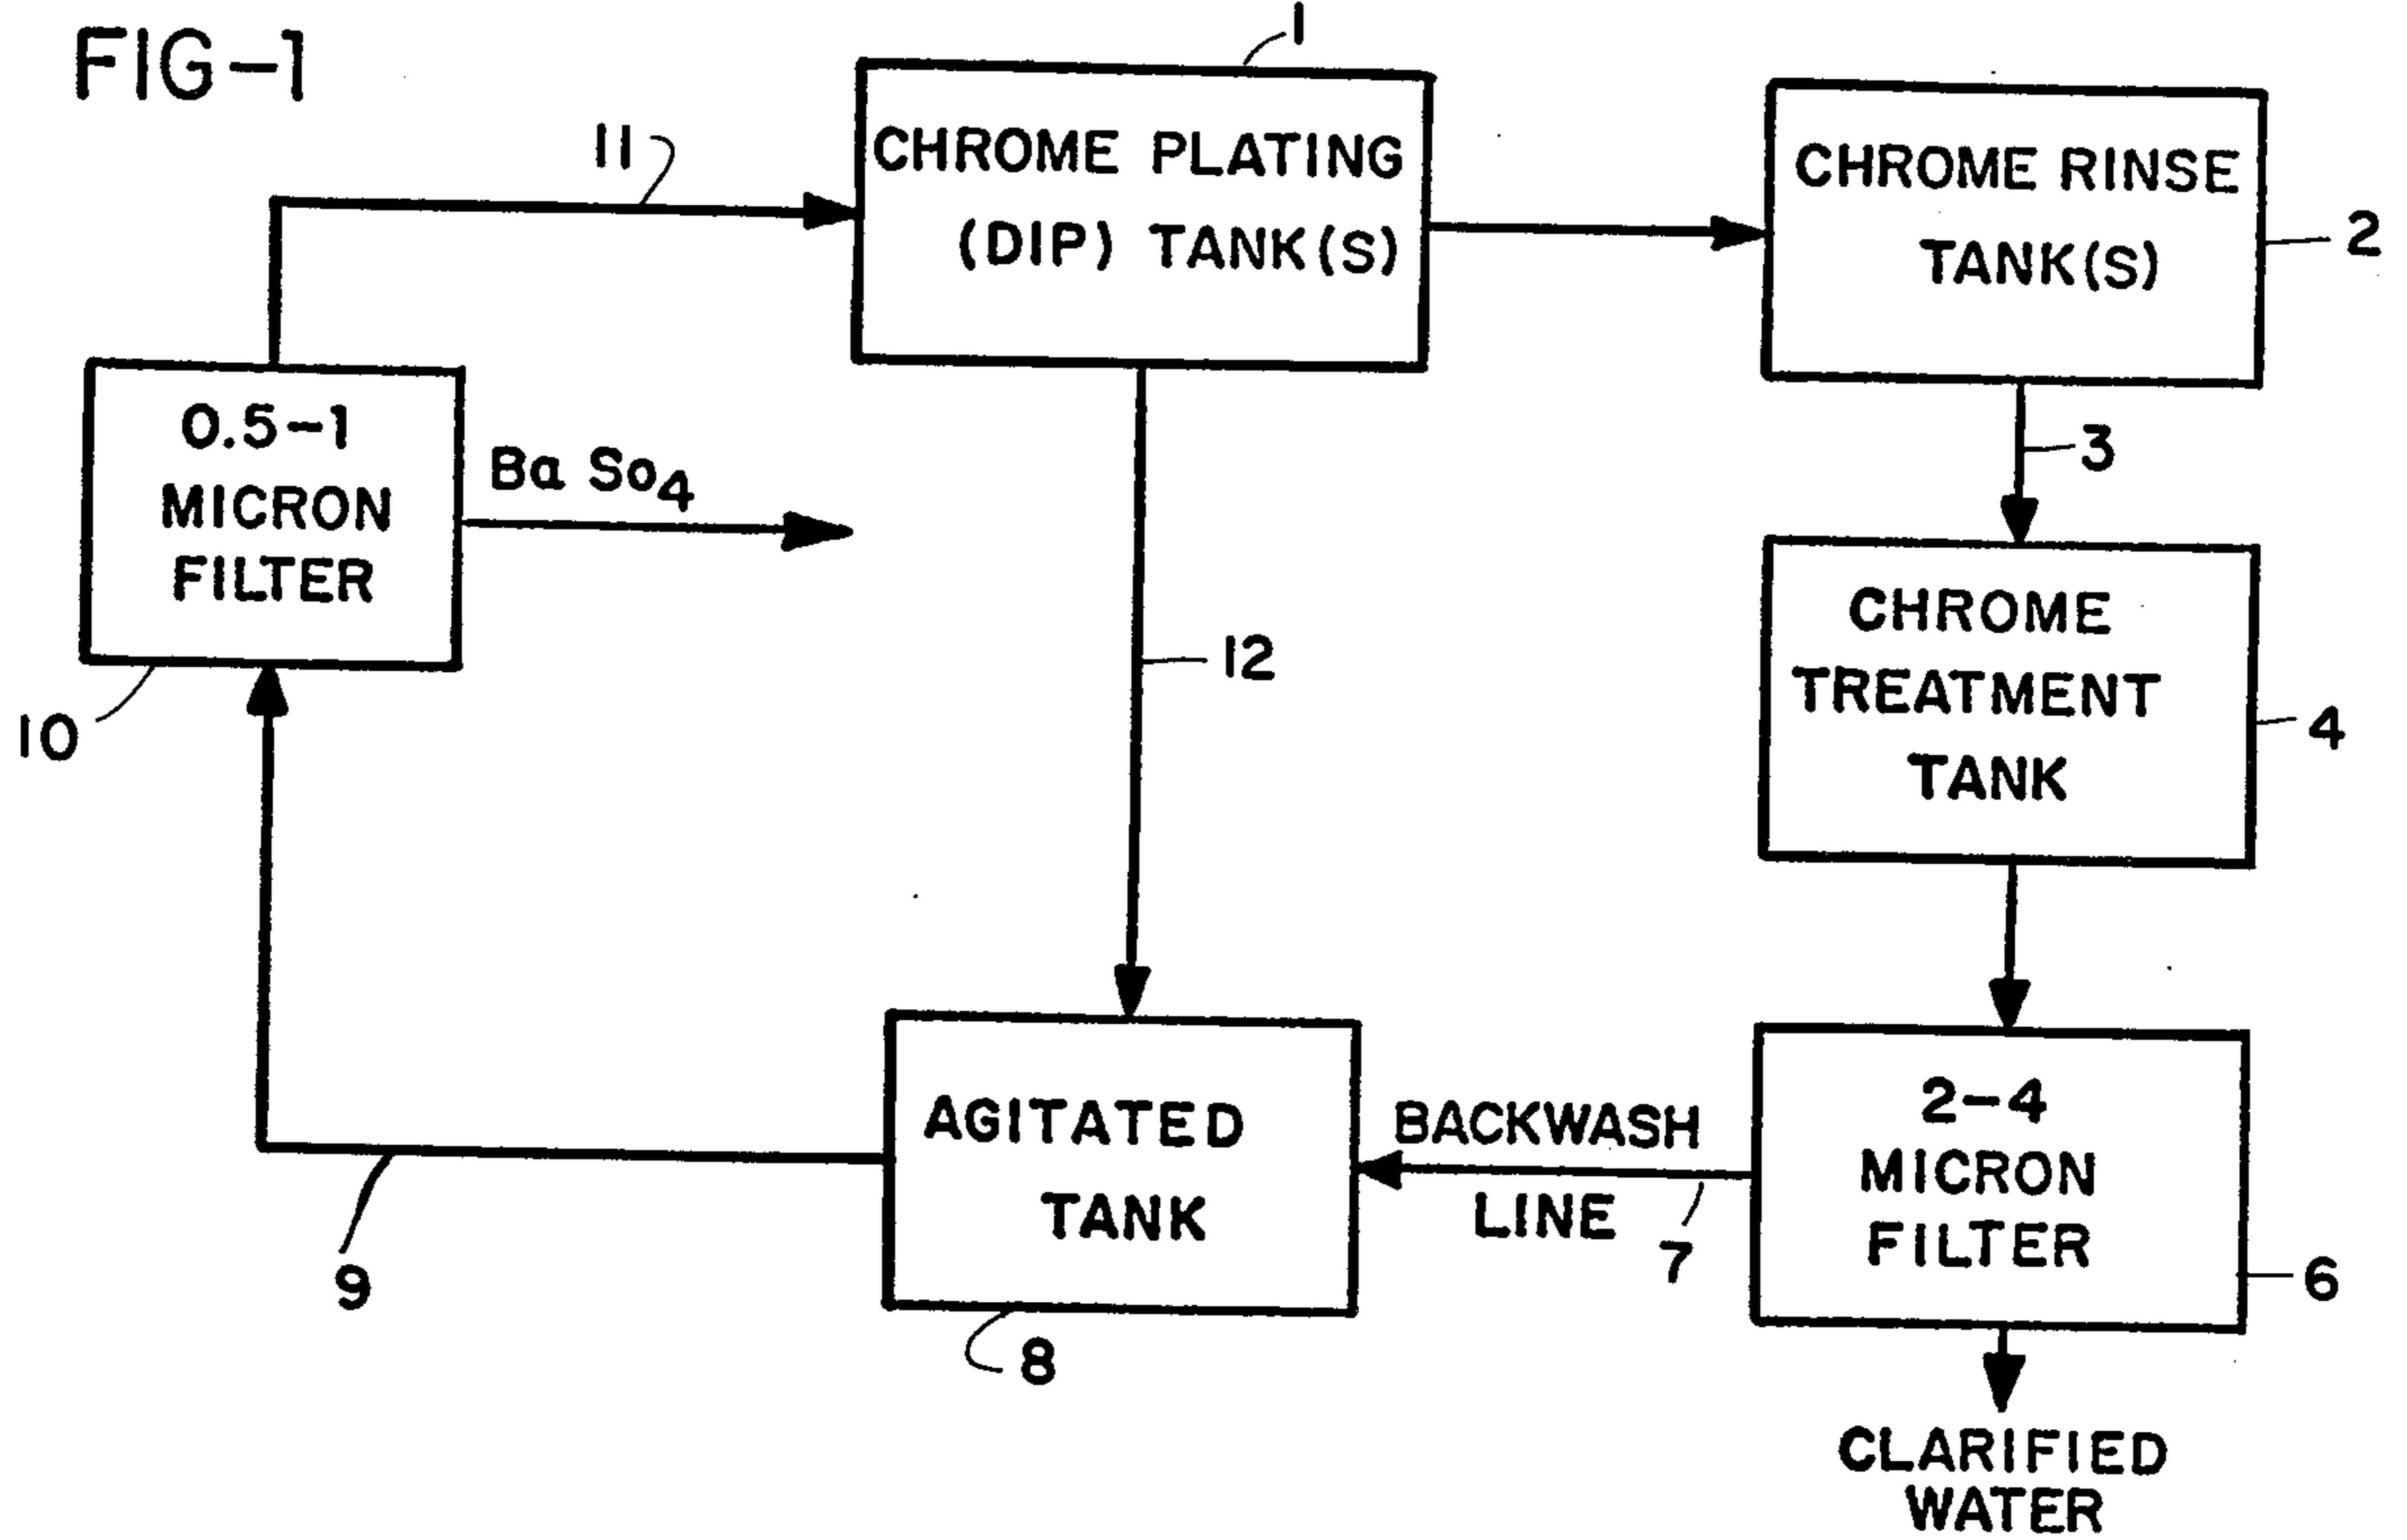 FIG-1
1
CHROME PLATING
(DIP) TANK(S)
CHROME RINSE
TANK(S)
2
11
3
0.5-1
MICRON
FILTER
Ba So4
10
12
CHROME
TREATMENT
TANK
4
AGITATED
TANK
8
BACKWASH
LINE
7
2-4
MICRON
FILTER
6
9
CLARIFIED
WATER